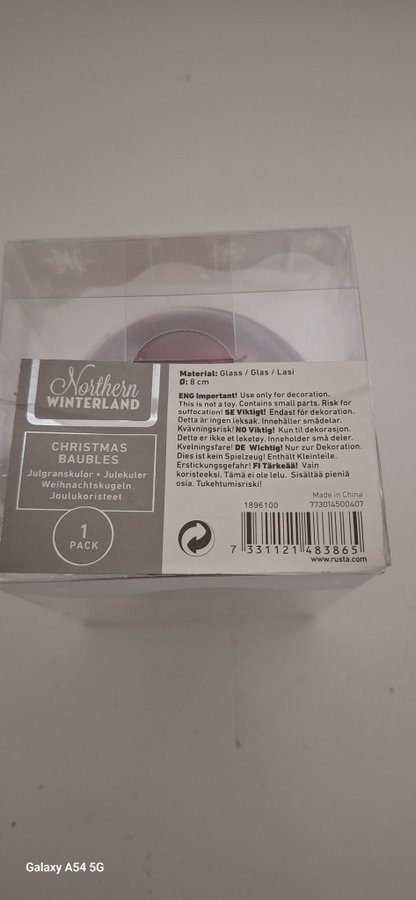 Northern
WINTERLAND
CHRISTMAS
BAUBLES
Julgranskulor • Julekuler
Weihnachtskugeln
Joulukoristeet
1
PACK
Material: Glass / Glas / Lasi
Ø: 8 cm
ENG Important! Use only for decoration.
This is not a toy. Contains small parts. Risk for
suffocation! SE Viktigt! Endast för dekoration.
Detta är ingen leksak. Innehåller smådelar.
Kvävningsrisk! NO Viktig! Kun til dekorasjon.
Dette er ikke et leketøy. Inneholder små deler.
Kvelningsfare! DE Wichtig! Nur zur Dekoration.
Dies ist kein Spielzeug! Enthält Kleinteile.
Erstickungsgefahr! FI Tärkeää! Vain
koristeeksi. Tämä ei ole lelu. Sisältää pieniä
osia. Tukehtumisriski!
Made in China
1896100 773014500407
7 331121 483865
www.rusta.com
Galaxy A54 5G